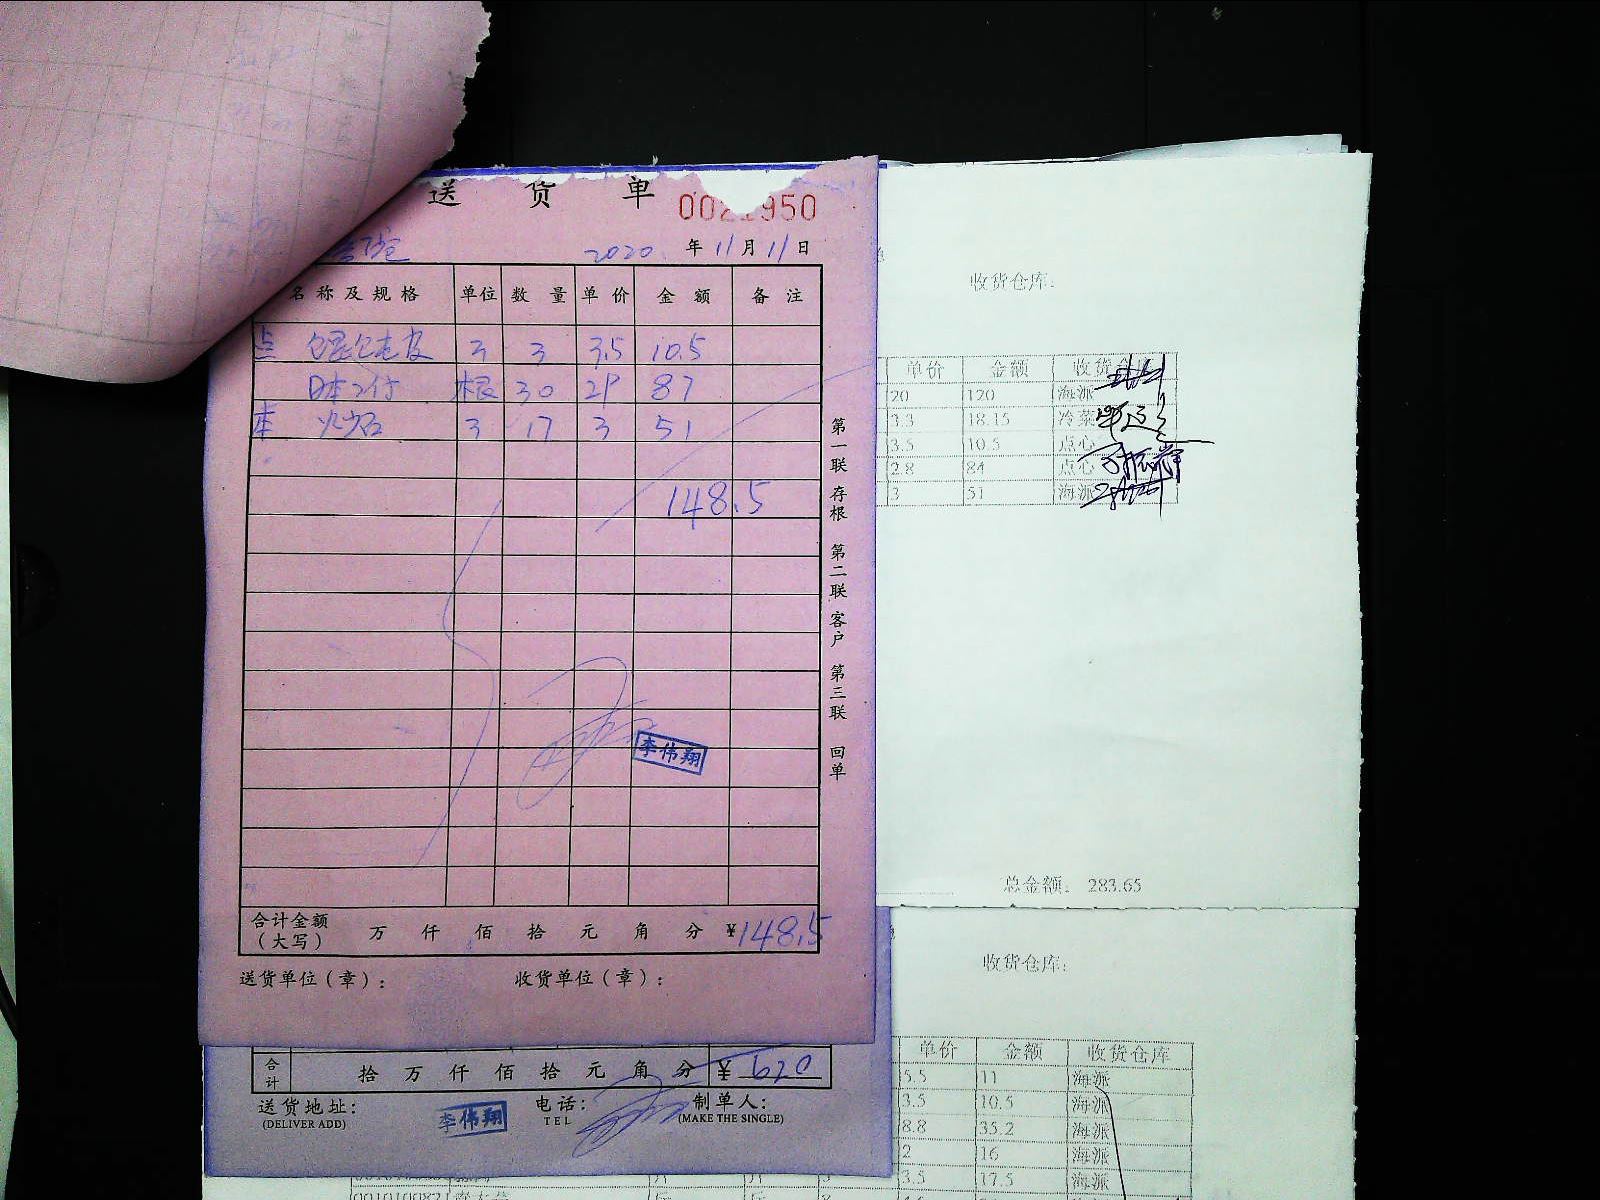 送 货 单
2020 年 11 月 11 日
名称及规格 单位 数 量 单 价 金 额 备 注
点 3 3.5 10.5
日本 根 30 29 87
本 17 3 51
148.5
李伟翔
合计金额（大写） 万 仟 佰 拾 元 角 分 ¥148.5
送货单位（章）： 收货单位（章）：
第一联 存根 第二联 客户 第三联 回单
合计 拾 万 仟 佰 拾 元 角 分 ¥ 620
送货地址： 电话： 制单人：
(DELIVER ADD) TEL (MAKE THE SINGLE)
李伟翔
收货仓库：
单价 金额 收货仓库
20 120 海派
3.3 18.15 冷菜
3.5 10.5 点心
2.8 84 点心
3 51 海派
总金额： 283.65
收货仓库：
单价 金额 收货仓库
5.5 11 海派
3.5 10.5 海派
8.8 35.2 海派
2 16 海派
3.5 17.5 海派